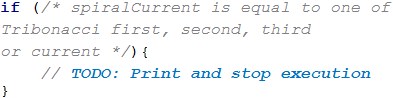 if (/* spiralCurrent is equal to one of
Tribonacci first, second, third
or current */){
// TODO: Print and stop execution
}